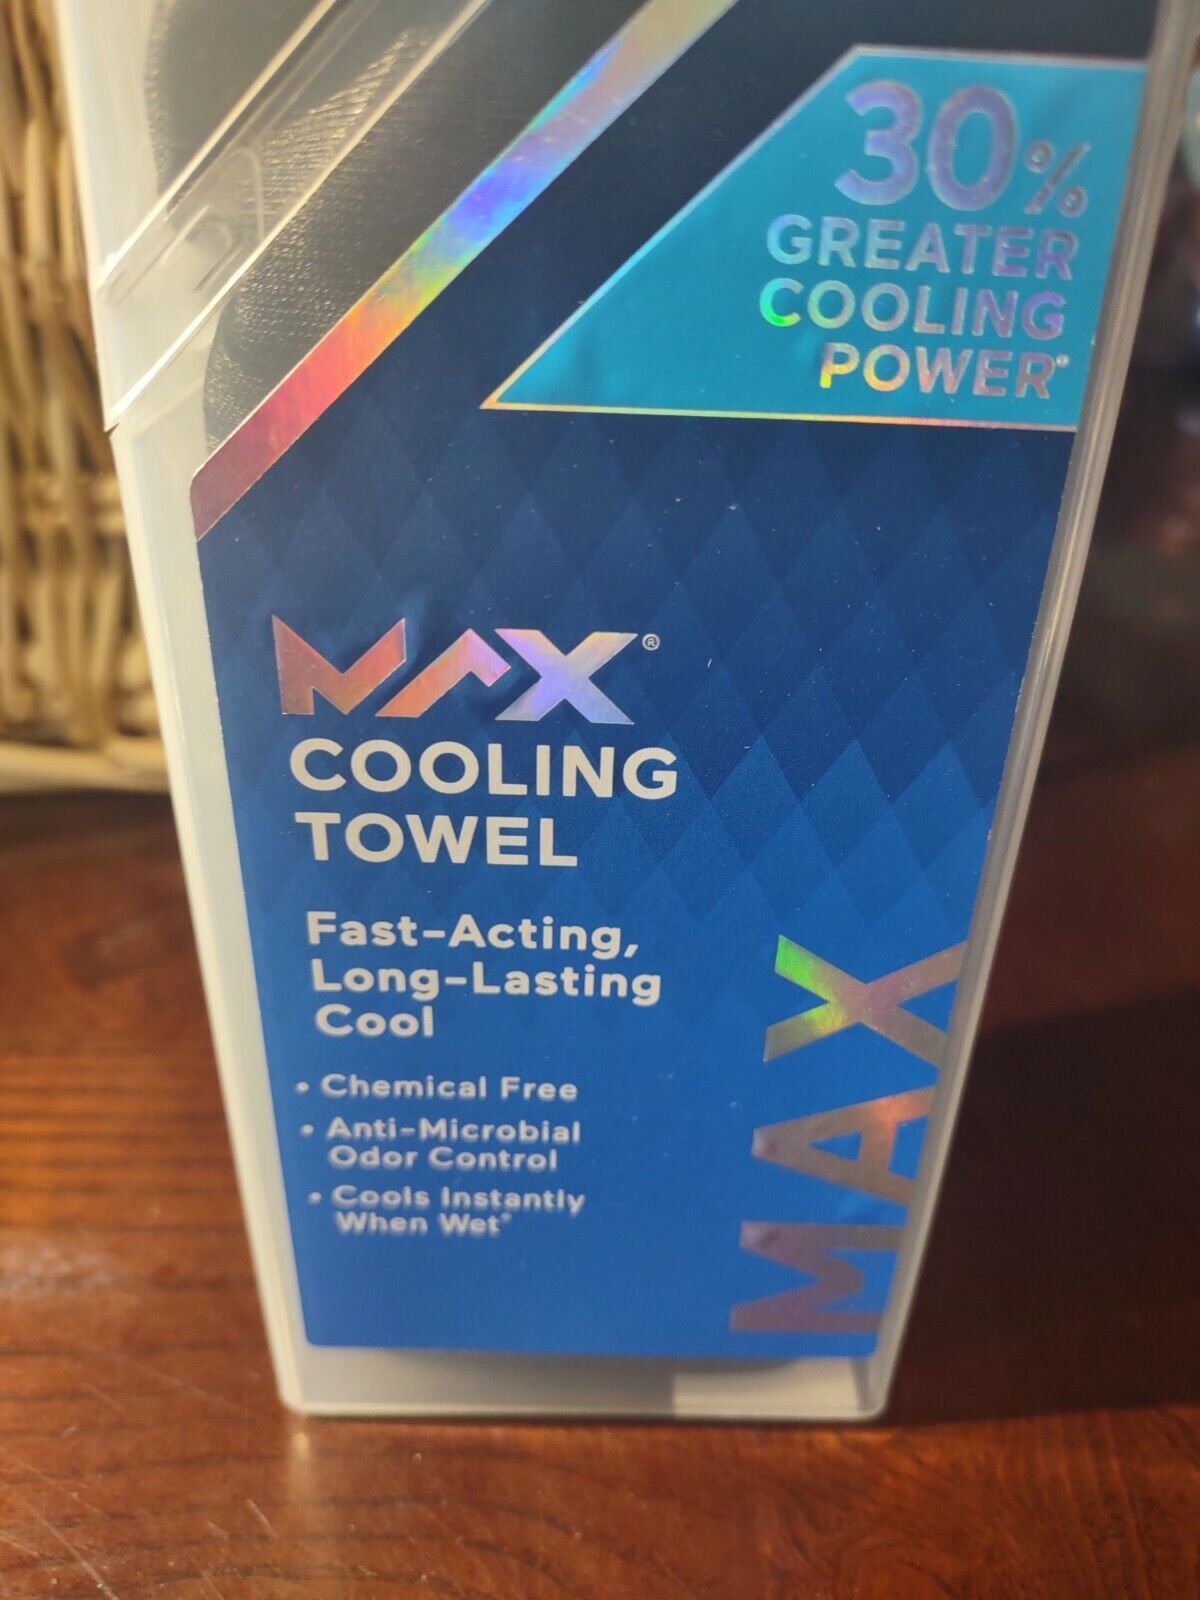 30%
GREATER
COOLING
POWER*
MAX®
COOLING
TOWEL
Fast-Acting,
Long-Lasting
Cool
• Chemical Free
• Anti-Microbial
Odor Control
• Cools Instantly
When Wet*
MAX